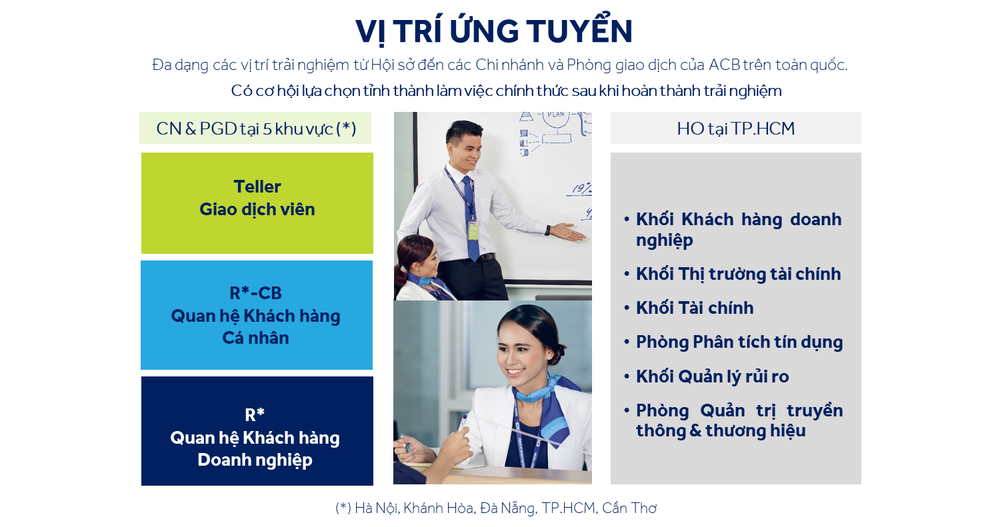 VỊ TRÍ ỨNG TUYỂN
Đa dạng các vị trí trải nghiệm từ Hội sở đến các Chi nhánh và Phòng giao dịch của ACB trên toàn quốc.
Có cơ hội lựa chọn tỉnh thành làm việc chính thức sau khi hoàn thành trải nghiệm
CN & PGD tại 5 khu vực (*)
Teller
Giao dịch viên
R*-CB
Quan hệ Khách hàng
Cá nhân
R*
Quan hệ Khách hàng
Doanh nghiệp
PLAN
19%
ACB
HO tại TP.HCM
• Khối Khách hàng doanh
nghiệp
• Khối Thị trường tài chính
• Khối Tài chính
• Phòng Phân tích tín dụng
• Khối Quản lý rủi ro
• Phòng Quản trị truyền
thông & thương hiệu
(*) Hà Nội, Khánh Hòa, Đà Nẵng, TP.HCM, Cần Thơ